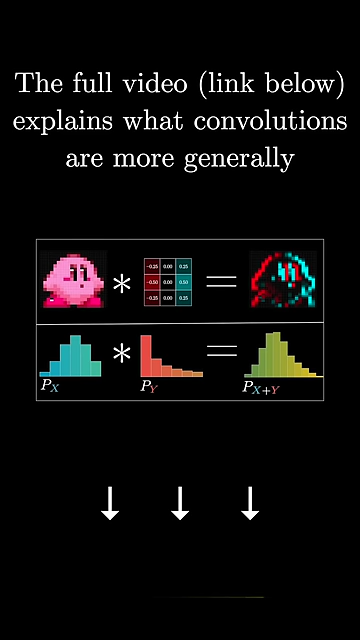 The full video (link below)
explains what convolutions
are more generally
* =
-0.25 0.00 0.25
-0.50 0.00 0.50
-0.25 0.00 0.25
* =
P_X P_Y P_{X+Y}
↓ ↓ ↓